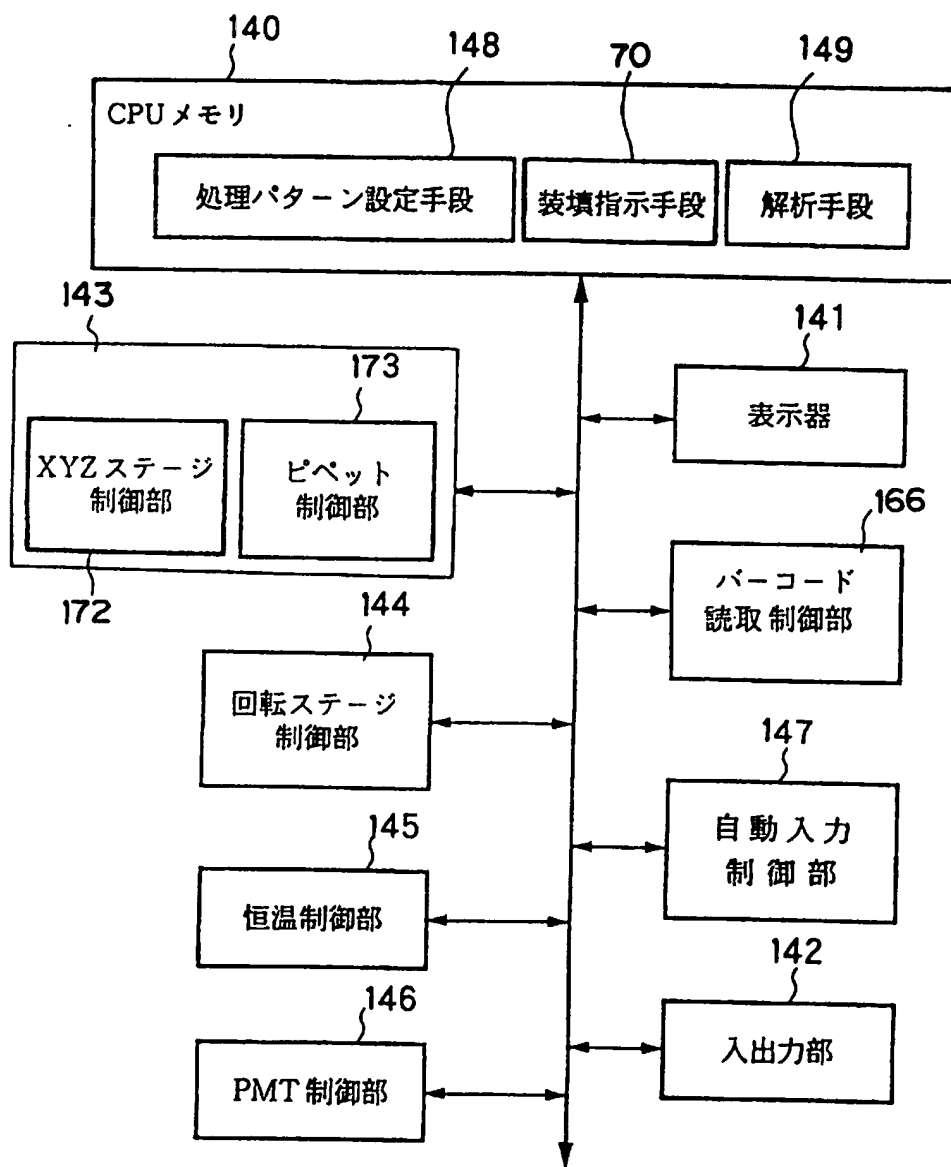 140
148
70
149
CPUメモリ
処理パターン設定手段
装填指示手段
解析手段
143
173
XYZステージ
制御部
ピペット
制御部
172
141
表示器
166
バーコード
読取制御部
144
回転ステージ
制御部
147
自動入力
制御部
145
恒温制御部
142
入出力部
146
PMT制御部